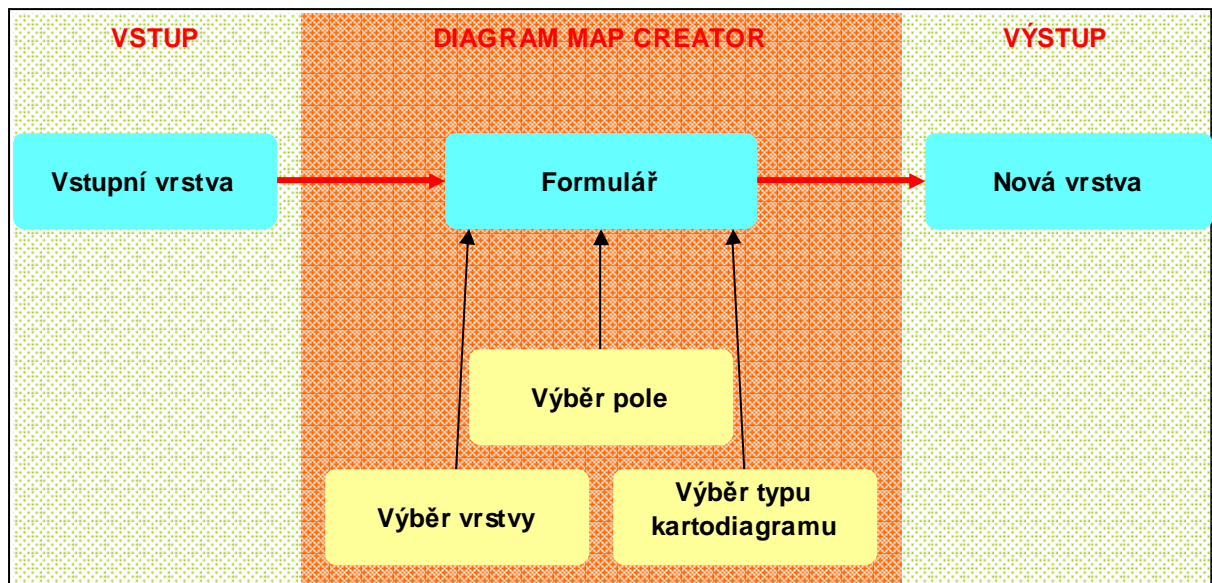 VSTUP
DIAGRAM MAP CREATOR
VÝSTUP
Vstupní vrstva
Formulář
Nová vrstva
Výběr pole
Výběr vrstvy
Výběr typu
kartodiagramu